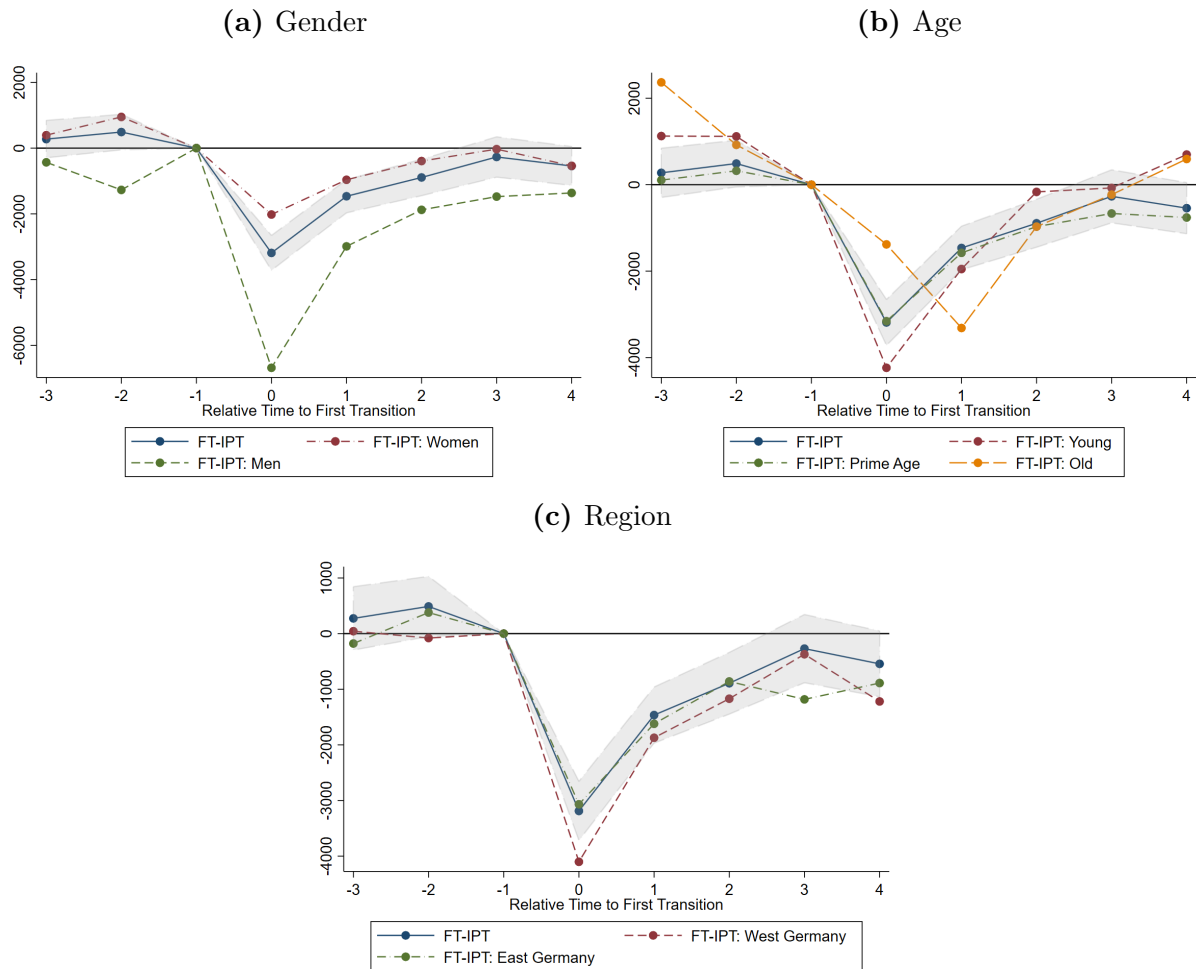 (a) Gender
(b) Age
2000
0
-2000
-4000
-6000
-3 -2 -1 0 1 2 3 4
Relative Time to First Transition
FT-IPT FT-IPT: Women
FT-IPT: Men
2000
0
-2000
-4000
-3 -2 -1 0 1 2 3 4
Relative Time to First Transition
FT-IPT FT-IPT: Young
FT-IPT: Prime Age FT-IPT: Old
(c) Region
1000
0
-1000
-2000
-3000
-4000
-3 -2 -1 0 1 2 3 4
Relative Time to First Transition
FT-IPT FT-IPT: West Germany
FT-IPT: East Germany